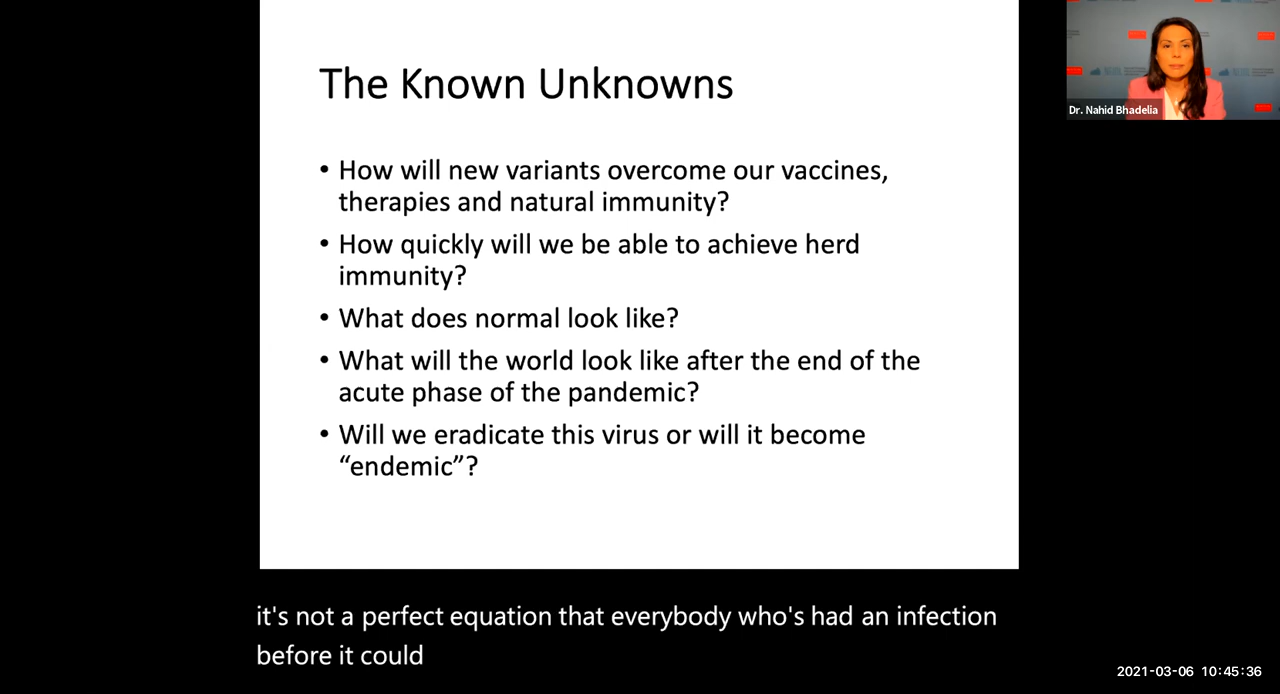 The Known Unknowns
• How will new variants overcome our vaccines,
therapies and natural immunity?
• How quickly will we be able to achieve herd
immunity?
• What does normal look like?
• What will the world look like after the end of the
acute phase of the pandemic?
• Will we eradicate this virus or will it become
“endemic”?
Dr. Nahid Bhadelia
it's not a perfect equation that everybody who's had an infection
before it could
2021-03-06 10:45:36